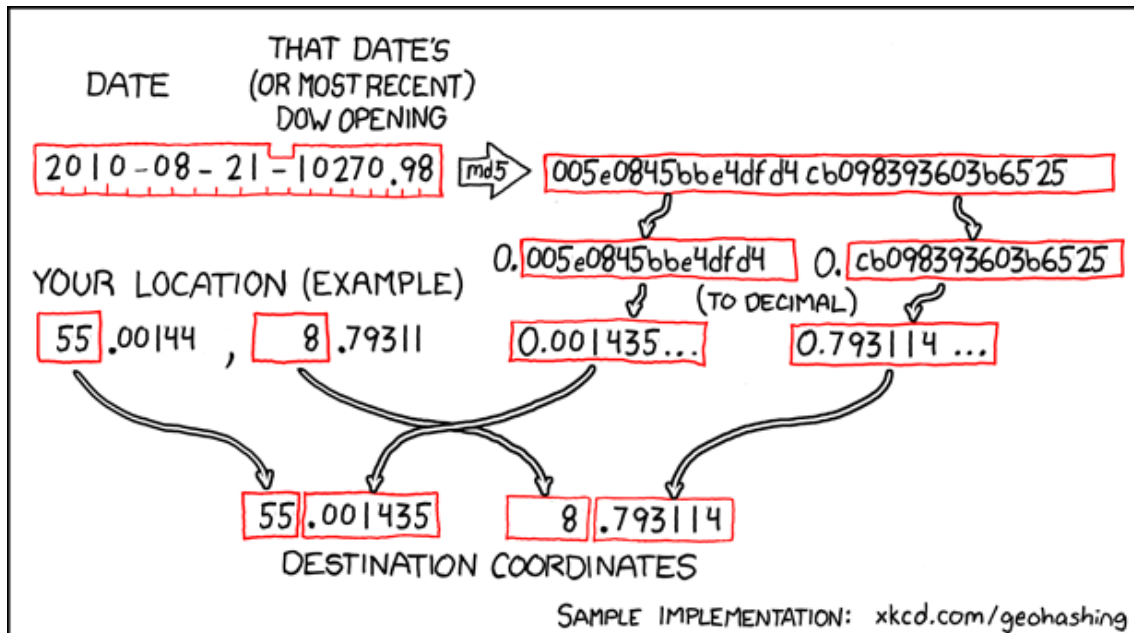 DATE
THAT DATE'S
(OR MOST RECENT)
DOW OPENING
2010-08-21-10270.98
md5
005e0845bbe4dfd4cb098393603b6525
0.005e0845bbe4dfd4
0.cb098393603b6525
(TO DECIMAL)
YOUR LOCATION (EXAMPLE)
55.00144, 8.79311
0.001435...
0.793114...
55.001435
8.793114
DESTINATION COORDINATES
SAMPLE IMPLEMENTATION: xkcd.com/geohashing